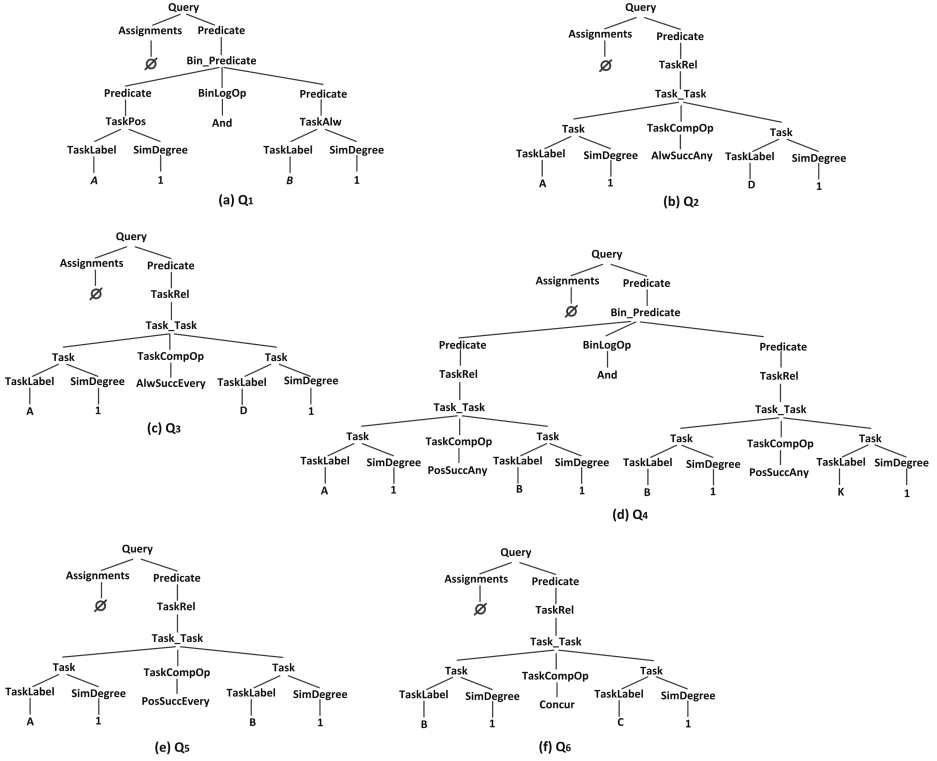 Query
Assignments Predicate
∅ Bin_Predicate
Predicate BinLogOp Predicate
TaskPos And TaskAlw
TaskLabel SimDegree TaskLabel SimDegree
A 1 B 1
(a) Q1
Query
Assignments Predicate
∅ TaskRel
Task_Task
Task TaskCompOp Task
TaskLabel SimDegree AlwSuccAny TaskLabel SimDegree
A 1 D 1
(b) Q2
Query
Assignments Predicate
∅ TaskRel
Task_Task
Task TaskCompOp Task
TaskLabel SimDegree AlwSuccEvery TaskLabel SimDegree
A 1 D 1
(c) Q3
Query
Assignments Predicate
∅ Bin_Predicate
Predicate BinLogOp Predicate
TaskRel And TaskRel
Task_Task Task_Task
Task TaskCompOp Task Task TaskCompOp Task
TaskLabel SimDegree PosSuccAny TaskLabel SimDegree TaskLabel SimDegree PosSuccAny TaskLabel SimDegree
A 1 B 1 B 1 K 1
(d) Q4
Query
Assignments Predicate
∅ TaskRel
Task_Task
Task TaskCompOp Task
TaskLabel SimDegree PosSuccEvery TaskLabel SimDegree
A 1 B 1
(e) Q5
Query
Assignments Predicate
∅ TaskRel
Task_Task
Task TaskCompOp Task
TaskLabel SimDegree Concur TaskLabel SimDegree
B 1 C 1
(f) Q6